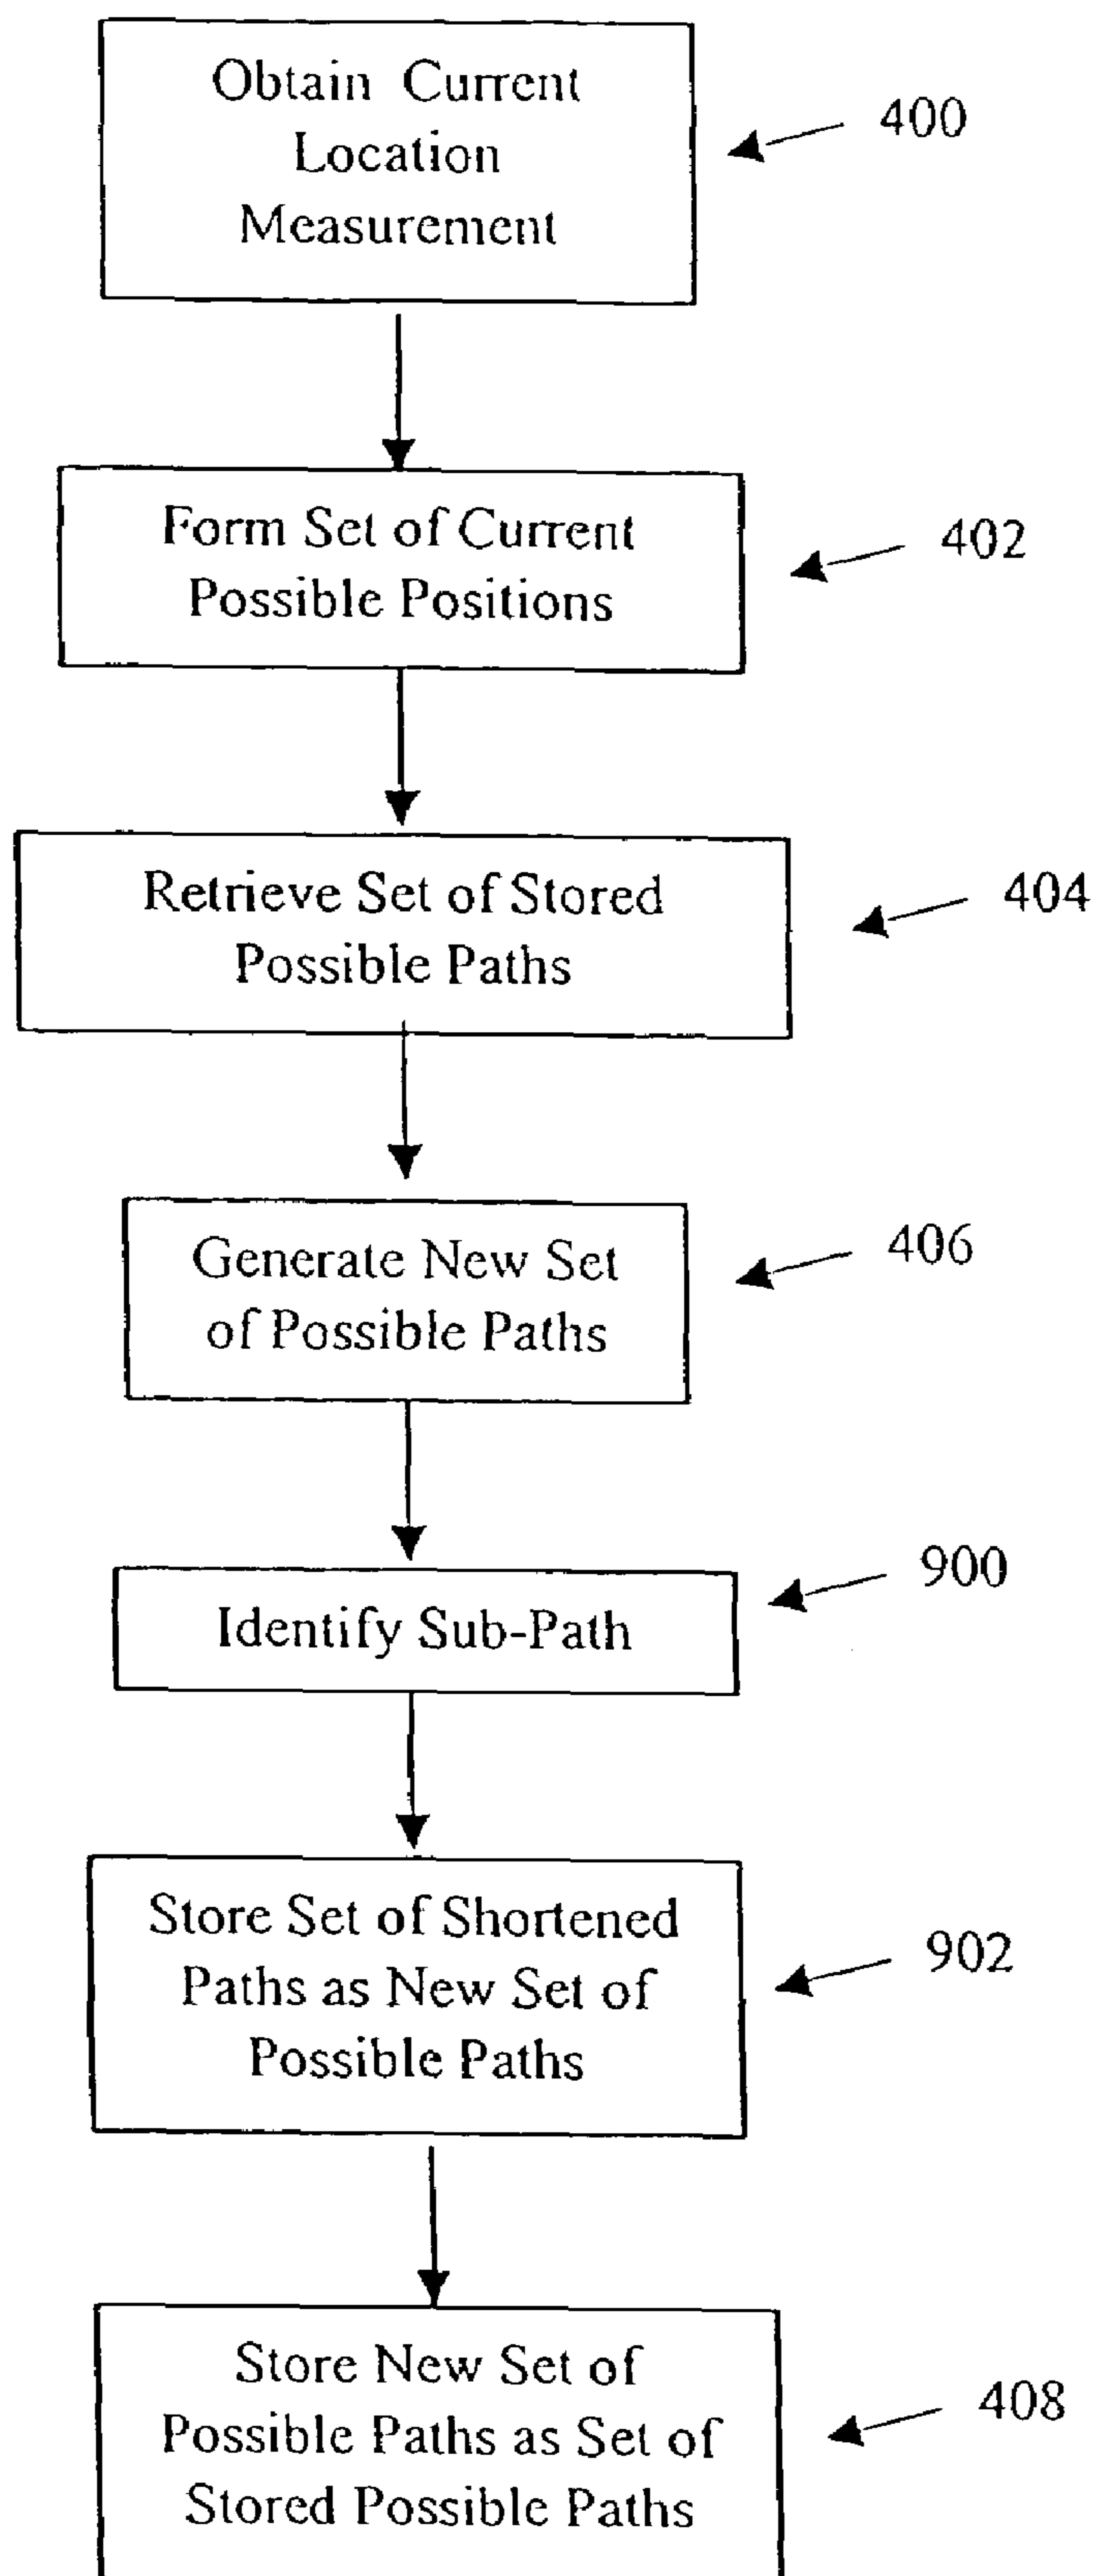 Obtain Current
Location
Measurement
400
Form Set of Current
Possible Positions
402
Retrieve Set of Stored
Possible Paths
404
Generate New Set
of Possible Paths
406
Identify Sub-Path
900
Store Set of Shortened
Paths as New Set of
Possible Paths
902
Store New Set of
Possible Paths as Set of
Stored Possible Paths
408